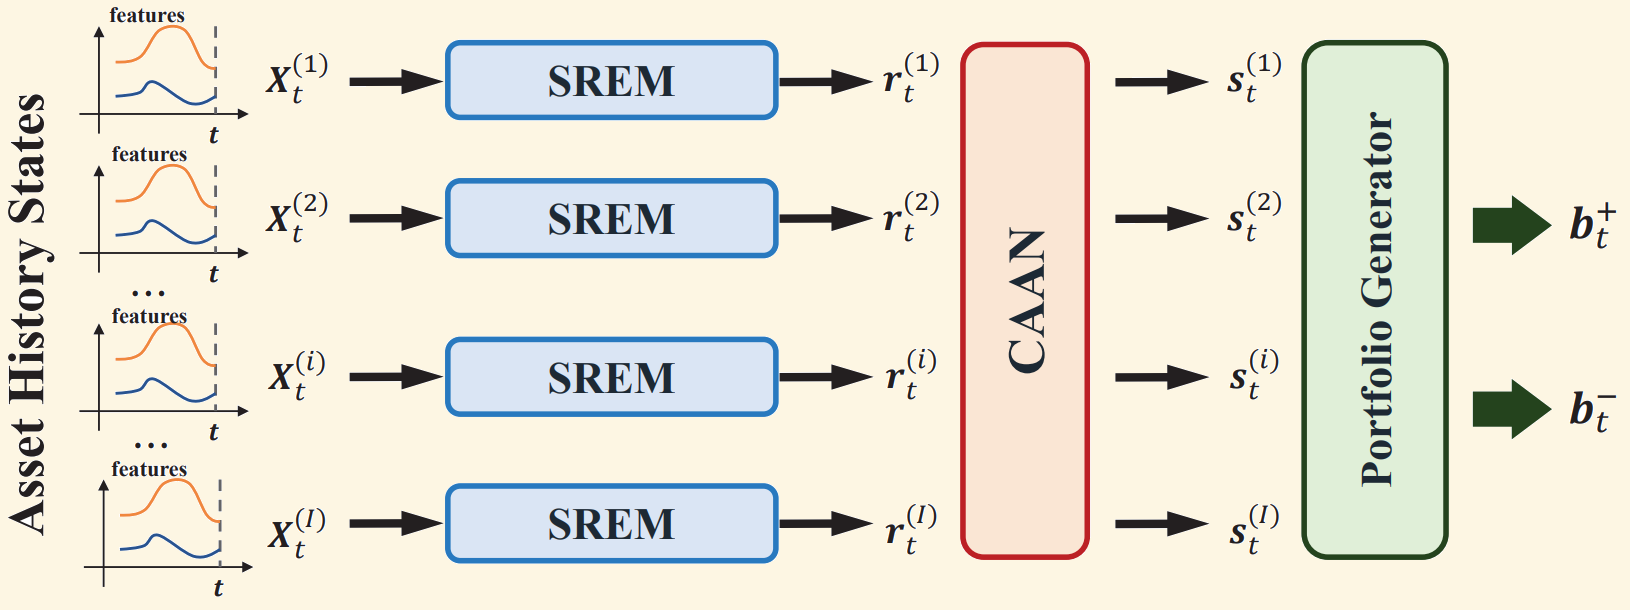 Asset History States
features
t
X_t^(1)
SREM
r_t^(1)
s_t^(1)
features
t
X_t^(2)
SREM
r_t^(2)
s_t^(2)
...
features
t
X_t^(i)
SREM
r_t^(i)
s_t^(i)
...
features
t
X_t^(I)
SREM
r_t^(I)
s_t^(I)
CAAN
Portfolio Generator
b_t^+
b_t^−